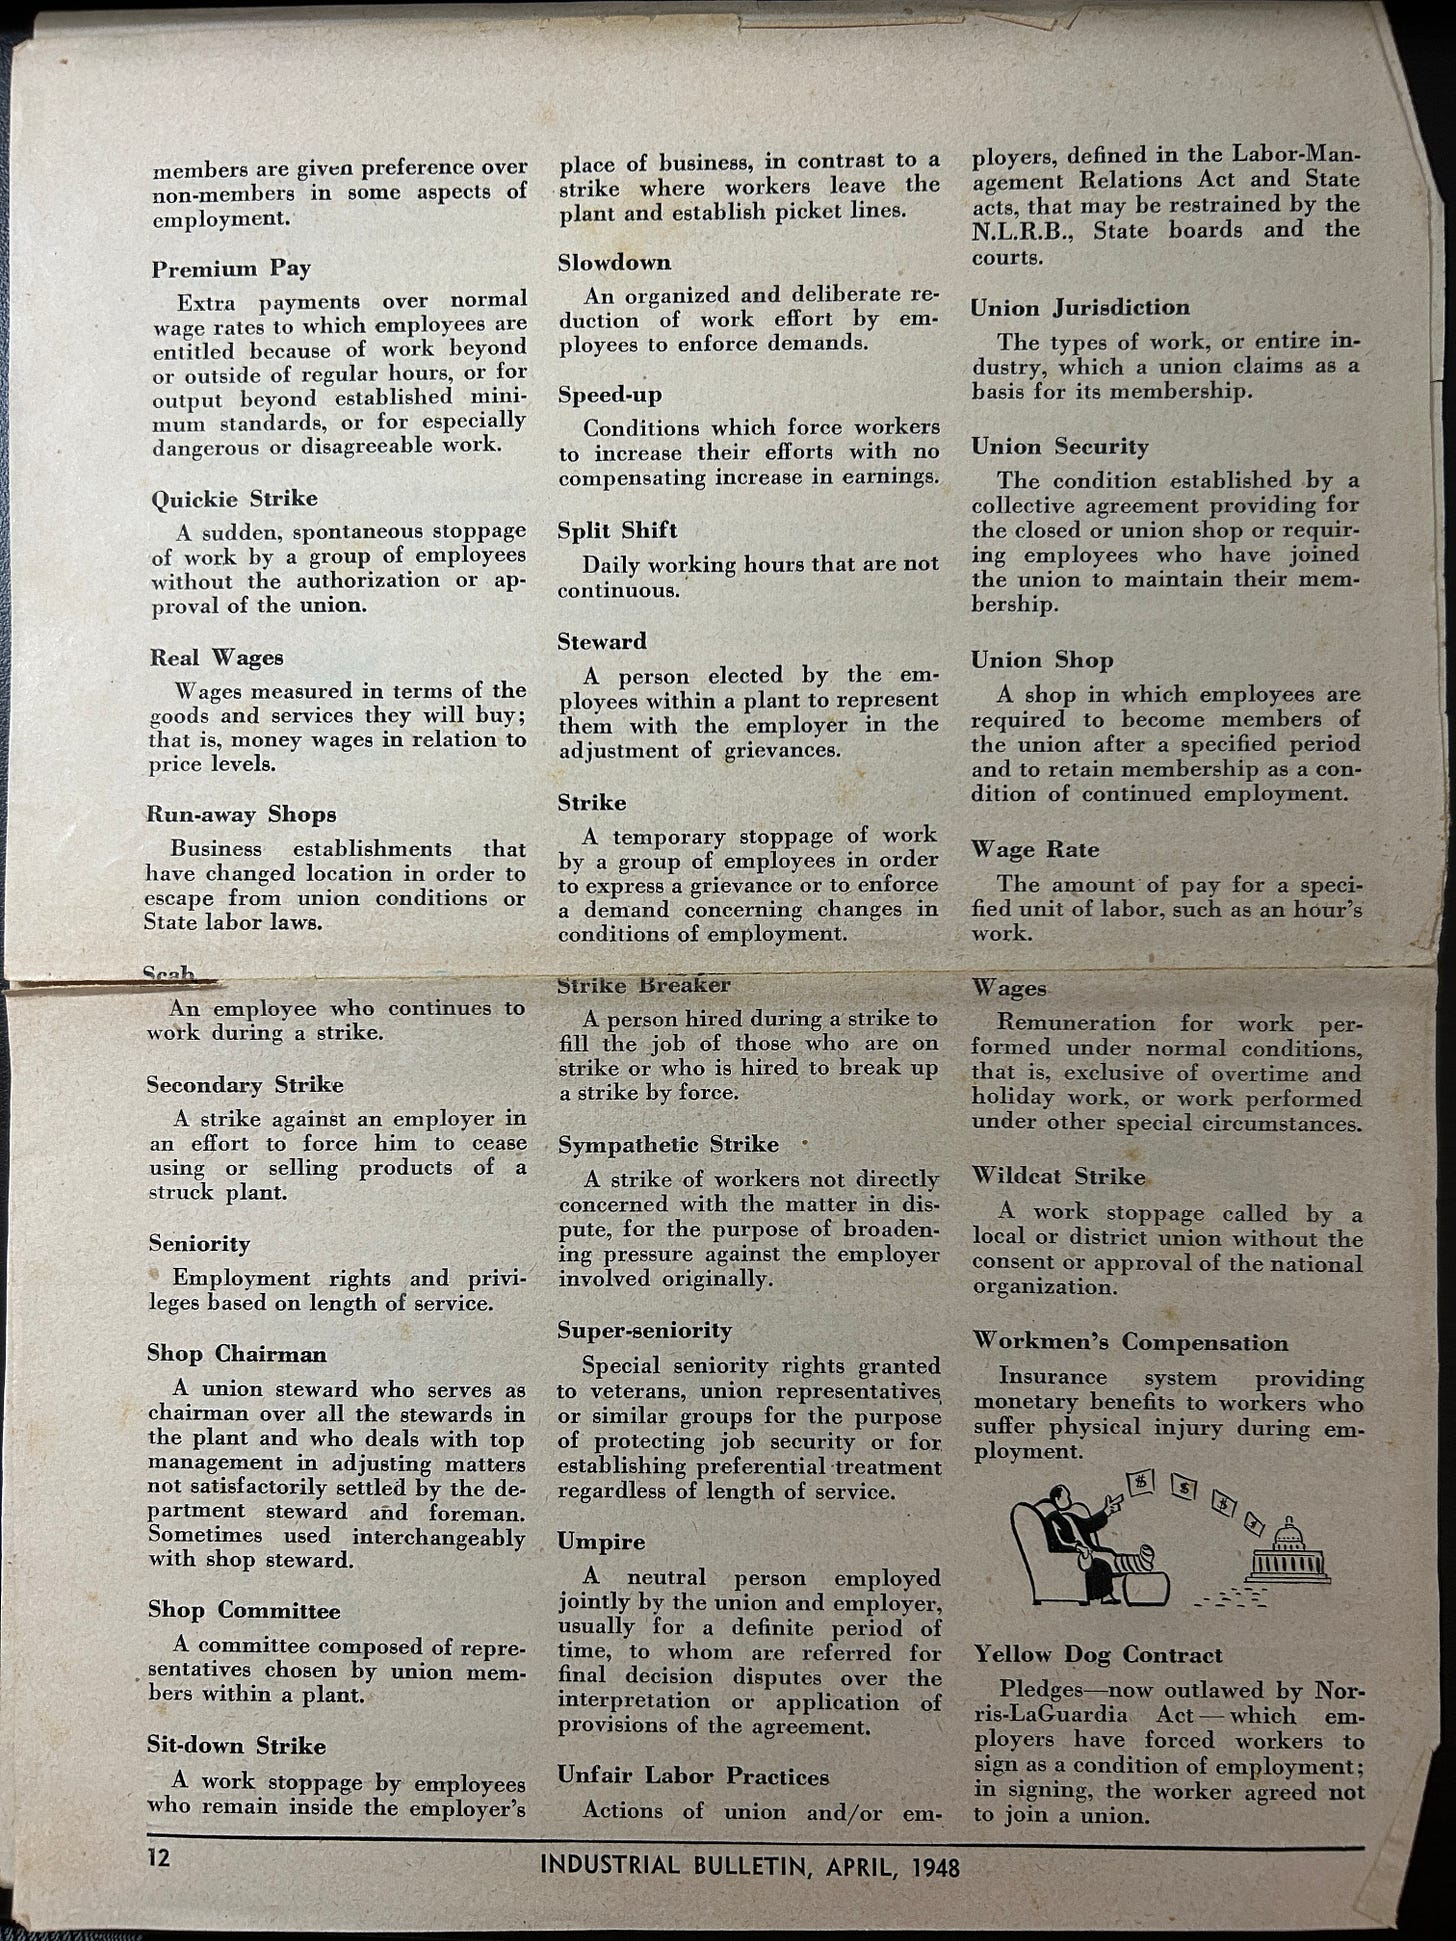 members are given preference over
non-members in some aspects of
employment.
Premium Pay
Extra payments over normal
wage rates to which employees are
entitled because of work beyond
or outside of regular hours, or for
output beyond established mini-
mum standards, or for especially
dangerous or disagreeable work.
Quickie Strike
A sudden, spontaneous stoppage
of work by a group of employees
without the authorization or ap-
proval of the union.
Real Wages
Wages measured in terms of the
goods and services they will buy;
that is, money wages in relation to
price levels.
Run-away Shops
Business establishments that
have changed location in order to
escape from union conditions or
State labor laws.
Scab
An employee who continues to
work during a strike.
Secondary Strike
A strike against an employer in
an effort to force him to cease
using or selling products of a
struck plant.
Seniority
Employment rights and privi-
leges based on length of service.
Shop Chairman
A union steward who serves as
chairman over all the stewards in
the plant and who deals with top
management in adjusting matters
not satisfactorily settled by the de-
partment steward and foreman.
Sometimes used interchangeably
with shop steward.
Shop Committee
A committee composed of repre-
sentatives chosen by union mem-
bers within a plant.
Sit-down Strike
A work stoppage by employees
who remain inside the employer's
place of business, in contrast to a
strike where workers leave the
plant and establish picket lines.
Slowdown
An organized and deliberate re-
duction of work effort by em-
ployees to enforce demands.
Speed-up
Conditions which force workers
to increase their efforts with no
compensating increase in earnings.
Split Shift
Daily working hours that are not
continuous.
Steward
A person elected by the em-
ployees within a plant to represent
them with the employer in the
adjustment of grievances.
Strike
A temporary stoppage of work
by a group of employees in order
to express a grievance or to enforce
a demand concerning changes in
conditions of employment.
Strike Breaker
A person hired during a strike to
fill the job of those who are on
strike or who is hired to break up
a strike by force.
Sympathetic Strike
A strike of workers not directly
concerned with the matter in dis-
pute, for the purpose of broaden-
ing pressure against the employer
involved originally.
Super-seniority
Special seniority rights granted
to veterans, union representatives
or similar groups for the purpose
of protecting job security or for
establishing preferential treatment
regardless of length of service.
Umpire
A neutral person employed
jointly by the union and employer,
usually for a definite period of
time, to whom are referred for
final decision disputes over the
interpretation or application of
provisions of the agreement.
Unfair Labor Practices
Actions of union and/or em-
ployers, defined in the Labor-Man-
agement Relations Act and State
acts, that may be restrained by the
N.L.R.B., State boards and the
courts.
Union Jurisdiction
The types of work, or entire in-
dustry, which a union claims as a
basis for its membership.
Union Security
The condition established by a
collective agreement providing for
the closed or union shop or requir-
ing employees who have joined
the union to maintain their mem-
bership.
Union Shop
A shop in which employees are
required to become members of
the union after a specified period
and to retain membership as a con-
dition of continued employment.
Wage Rate
The amount of pay for a speci-
fied unit of labor, such as an hour's
work.
Wages
Remuneration for work per-
formed under normal conditions,
that is, exclusive of overtime and
holiday work, or work performed
under other special circumstances.
Wildcat Strike
A work stoppage called by a
local or district union without the
consent or approval of the national
organization.
Workmen's Compensation
Insurance system providing
monetary benefits to workers who
suffer physical injury during em-
ployment.
$ $ $ $
Yellow Dog Contract
Pledges—now outlawed by Nor-
ris-LaGuardia Act—which em-
ployers have forced workers to
sign as a condition of employment;
in signing, the worker agreed not
to join a union.
12
INDUSTRIAL BULLETIN, APRIL, 1948